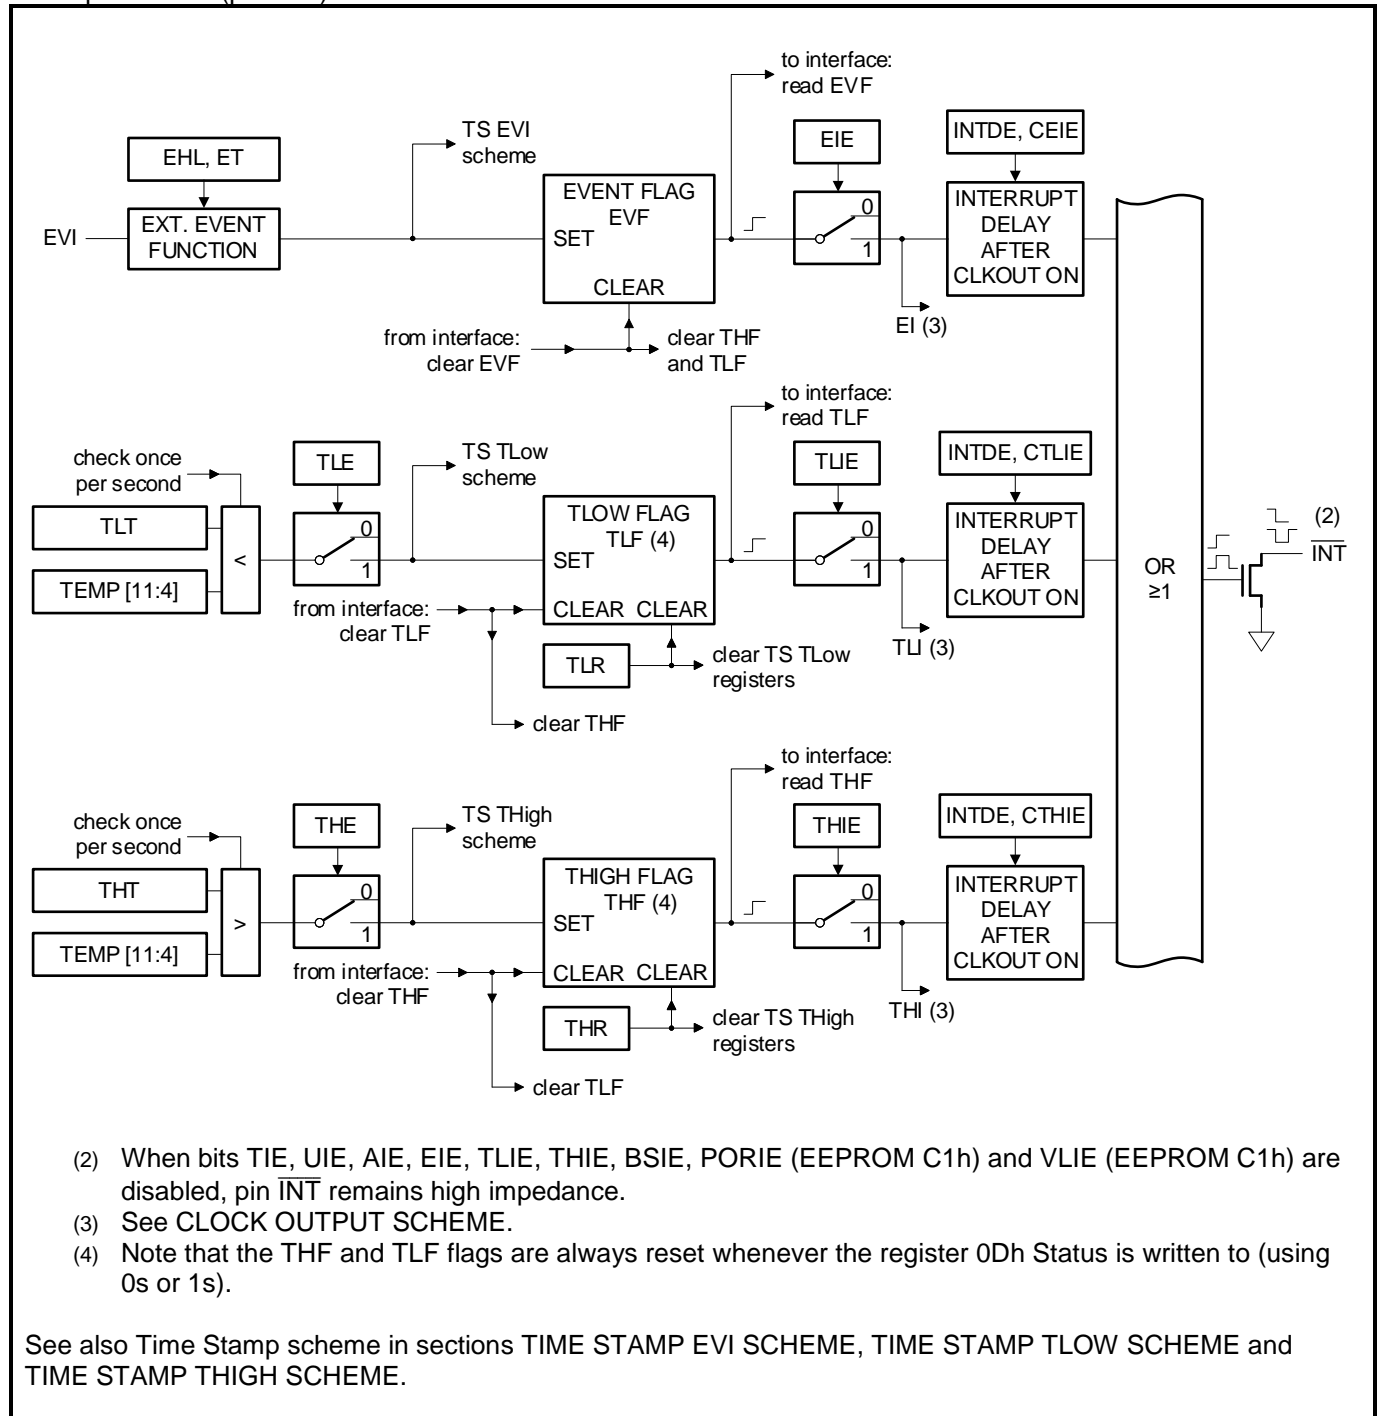 to interface:
read EVF
TS EVI
scheme
EHL, ET
EIE
INTDE, CEIE
EVI
EXT. EVENT
FUNCTION
EVENT FLAG
EVF
SET
CLEAR
0
1
INTERRUPT
DELAY
AFTER
CLKOUT ON
EI (3)
from interface:
clear EVF
clear THF
and TLF
to interface:
read TLF
check once
per second
TLE
TS TLow
scheme
TLIE
INTDE, CTLIE
TLT
TEMP [11:4]
<
0
1
TLOW FLAG
TLF (4)
SET
CLEAR CLEAR
0
1
INTERRUPT
DELAY
AFTER
CLKOUT ON
OR
≥1
(2)
INT
from interface:
clear TLF
TLR
clear TS TLow
registers
TLI (3)
clear THF
to interface:
read THF
check once
per second
THE
TS THigh
scheme
THIE
INTDE, CTHIE
THT
TEMP [11:4]
>
0
1
THIGH FLAG
THF (4)
SET
CLEAR CLEAR
0
1
INTERRUPT
DELAY
AFTER
CLKOUT ON
from interface:
clear THF
THR
clear TS THigh
registers
THI (3)
clear TLF
(2) When bits TIE, UIE, AIE, EIE, TLIE, THIE, BSIE, PORIE (EEPROM C1h) and VLIE (EEPROM C1h) are
disabled, pin INT remains high impedance.
(3) See CLOCK OUTPUT SCHEME.
(4) Note that the THF and TLF flags are always reset whenever the register 0Dh Status is written to (using
0s or 1s).
See also Time Stamp scheme in sections TIME STAMP EVI SCHEME, TIME STAMP TLOW SCHEME and
TIME STAMP THIGH SCHEME.